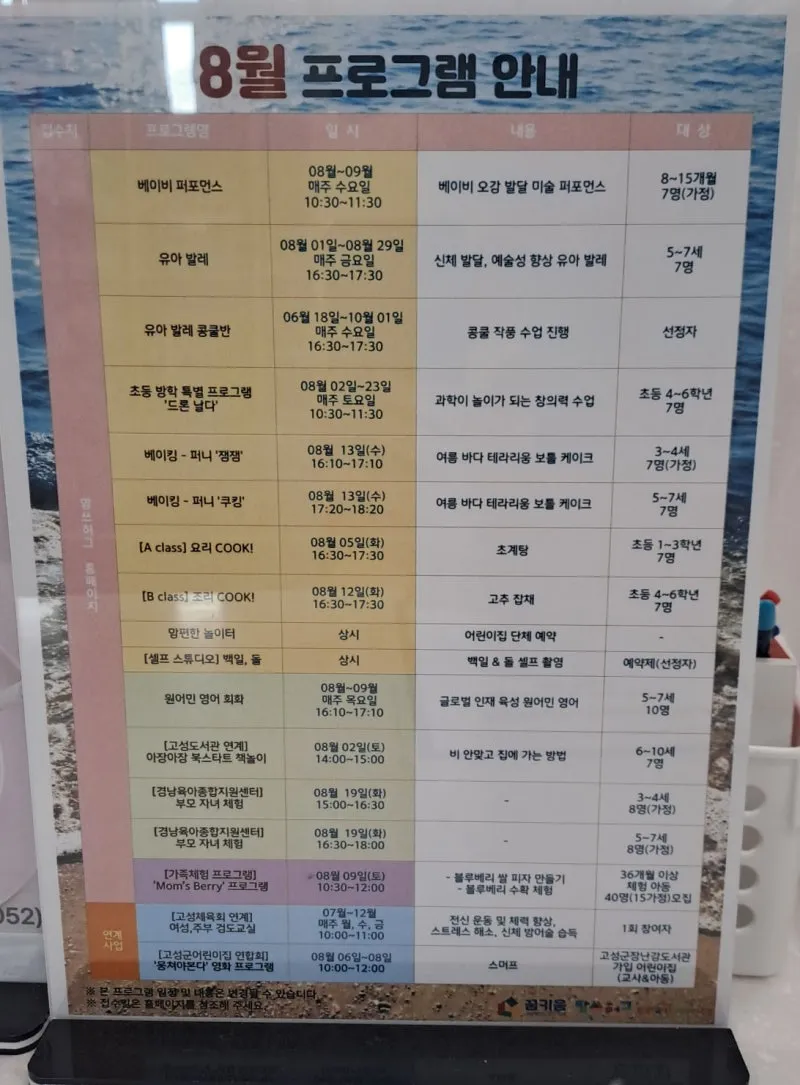 8월 프로그램 안내
접수처 프로그램명 일 시 내용 대 상
맘쓰허그 홈페이지
베이비 퍼포먼스
08월~09월
매주 수요일
10:30~11:30
베이비 오감 발달 미술 퍼포먼스
8~15개월
7명(가정)
유아 발레
08월 01일~08월 29일
매주 금요일
16:30~17:30
신체 발달, 예술성 향상 유아 발레
5~7세
7명
유아 발레 콩쿨반
06월 18일~10월 01일
매주 수요일
16:30~17:30
콩쿨 작품 수업 진행
선정자
초등 방학 특별 프로그램
'드론 날다'
08월 02일~23일
매주 토요일
10:30~11:30
과학이 놀이가 되는 창의력 수업
초등 4~6학년
7명
베이킹 - 퍼니 '쨈쨈'
08월 13일(수)
16:10~17:10
여름 바다 테라리움 보틀 케이크
3~4세
7명(가정)
베이킹 - 퍼니 '쿠킹'
08월 13일(수)
17:20~18:20
여름 바다 테라리움 보틀 케이크
5~7세
7명
[A class] 요리 COOK!
08월 05일(화)
16:30~17:30
초계탕
초등 1~3학년
7명
[B class] 조리 COOK!
08월 12일(화)
16:30~17:30
고추 잡채
초등 4~6학년
7명
맘편한 놀이터
상시
어린이집 단체 예약
-
[셀프 스튜디오] 백일, 돌
상시
백일 & 돌 셀프 촬영
예약제(선정자)
원어민 영어 회화
08월~09월
매주 목요일
16:10~17:10
글로벌 인재 육성 원어민 영어
5~7세
10명
[고성도서관 연계]
아장아장 북스타트 책놀이
08월 02일(토)
14:00~15:00
비 안맞고 집에 가는 방법
6~10세
7명
[경남육아종합지원센터]
부모 자녀 체험
08월 19일(화)
15:00~16:30
-
3~4세
8명(가정)
[경남육아종합지원센터]
부모 자녀 체험
08월 19일(화)
16:30~18:00
-
5~7세
8명(가정)
[가족체험 프로그램]
'Mom's Berry' 프로그램
08월 09일(토)
10:30~12:00
- 블루베리 쌀 피자 만들기
- 블루베리 수확 체험
36개월 이상
체험 아동
40명(15가정)모집
연계
사업
[고성체육회 연계]
여성,주부 검도교실
07월~12월
매주 월, 수, 금
10:00~11:00
전신 운동 및 체력 향상,
스트레스 해소, 신체 방어술 습득
1회 참여자
[고성군어린이집 연합회]
'뭉쳐야본다' 영화 프로그램
08월 06일~08일
10:00~12:00
스머프
고성군장난감도서관
가입 어린이집
(교사&아동)
※ 본 프로그램 일정 및 내용은 변경될 수 있습니다.
※ 접수방은 홈페이지를 참조해 주세요.
꿈키움
052)